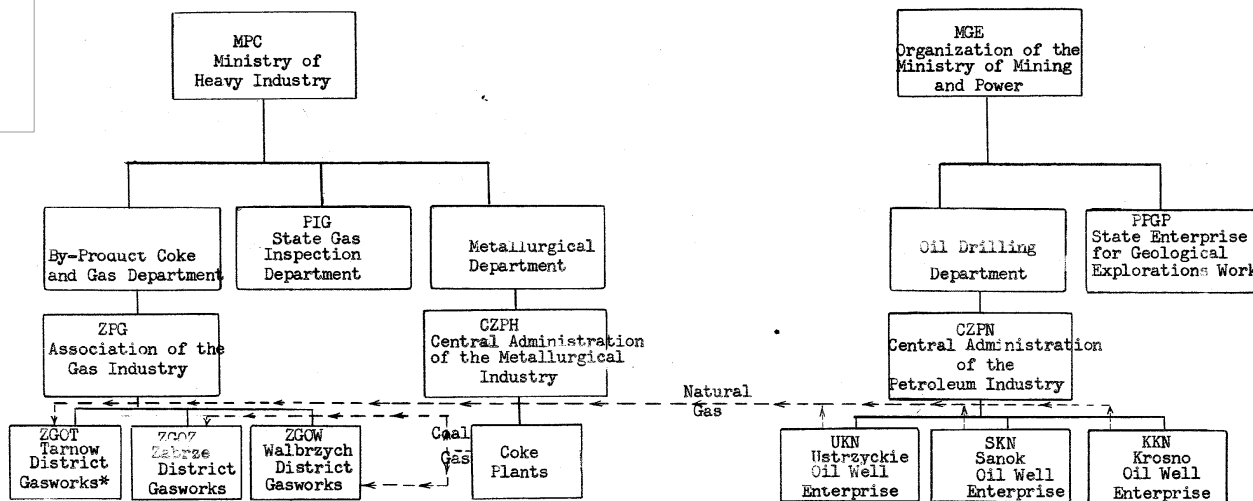 MPC
Ministry of
Heavy Industry
MGE
Organization of the
Ministry of Mining
and Power
By-Product Coke
and Gas Department
PIG
State Gas
Inspection
Department
Metallurgical
Department
Oil Drilling
Department
PPGP
State Enterprise
for Geological
Explorations Work
ZPG
Association of the
Gas Industry
CZPH
Central Administration
of the Metallurgical
Industry
CZPN
Central Administration
of the
Petroleum Industry
Natural
Gas
Coal
Gas
ZGOT
Tarnow
District
Gasworks*
ZGOZ
Zabrze
District
Gasworks
ZGOW
Walbrzych
District
Gasworks
Coke
Plants
UKN
Ustrzyckie
Oil Well
Enterprise
SKN
Sanok
Oil Well
Enterprise
KKN
Krosno
Oil Well
Enterprise